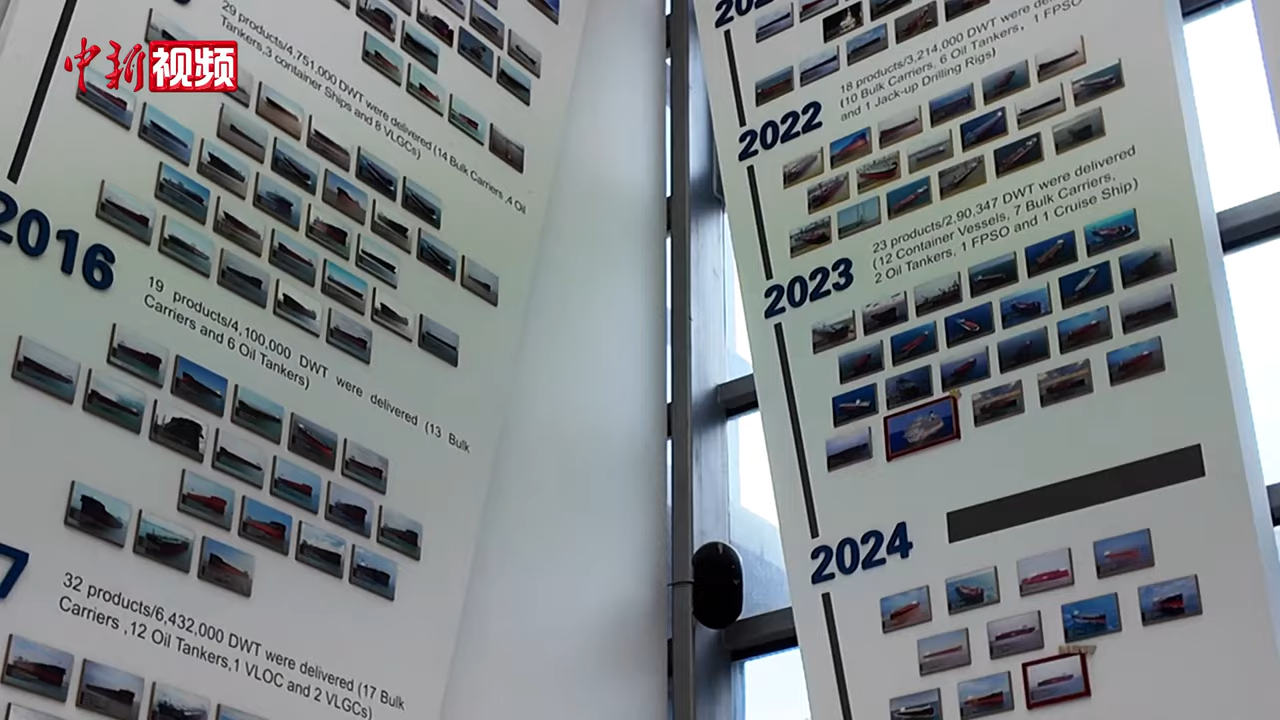 中新视频
29 products/4,751,000 DWT were delivered (14 Bulk Carriers ,4 Oil
Tankers,3 container Ships and 8 VLGCs)
2016
19 products/4,100,000 DWT were delivered (13 Bulk
Carriers and 6 Oil Tankers)
7
32 products/6,432,000 DWT were delivered (17 Bulk
Carriers ,12 Oil Tankers,1 VLOC and 2 VLGCs)
18 products/3,214,000 DWT were
(10 Bulk Carriers, 6 Oil Tankers, 1 FPSO
and 1 Jack-up Drilling Rigs)
2022
23 products/2,90,347 DWT were delivered
(12 Container Vessels, 7 Bulk Carriers,
2 Oil Tankers, 1 FPSO and 1 Cruise Ship)
2023
2024